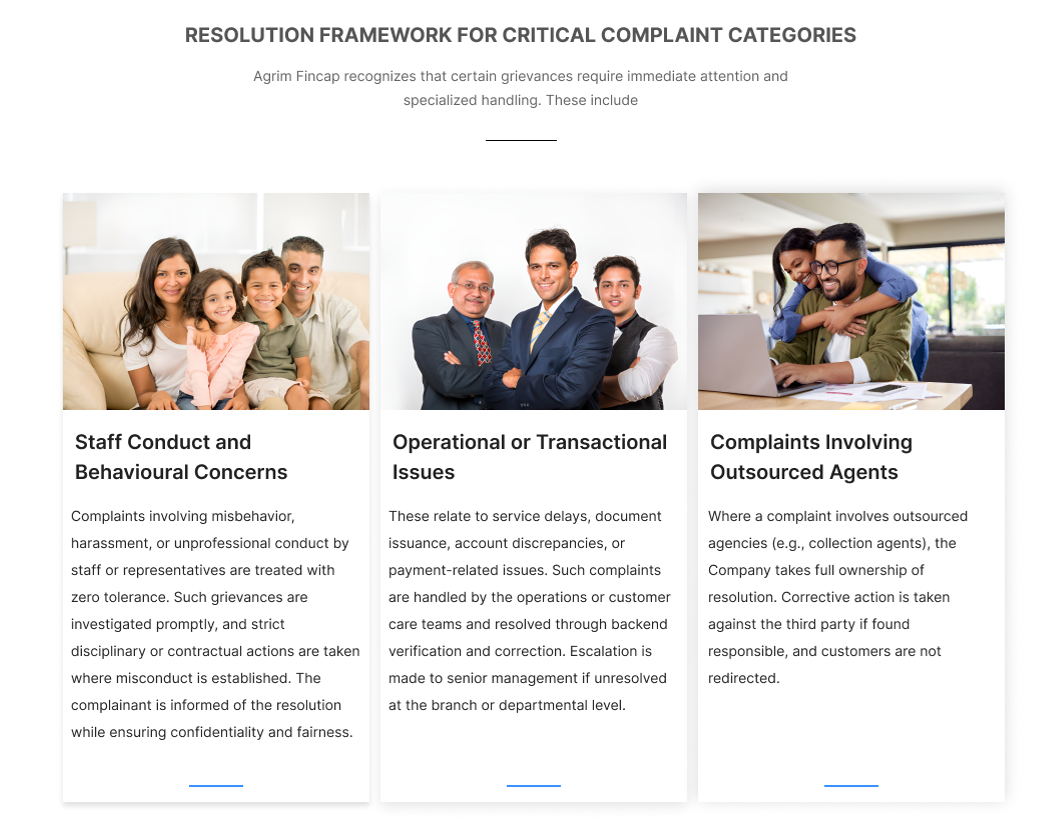 RESOLUTION FRAMEWORK FOR CRITICAL COMPLAINT CATEGORIES
Agrim Fincap recognizes that certain grievances require immediate attention and
specialized handling. These include
Staff Conduct and
Behavioural Concerns
Complaints involving misbehavior,
harassment, or unprofessional conduct by
staff or representatives are treated with
zero tolerance. Such grievances are
investigated promptly, and strict
disciplinary or contractual actions are taken
where misconduct is established. The
complainant is informed of the resolution
while ensuring confidentiality and fairness.
Operational or Transactional
Issues
These relate to service delays, document
issuance, account discrepancies, or
payment-related issues. Such complaints
are handled by the operations or customer
care teams and resolved through backend
verification and correction. Escalation is
made to senior management if unresolved
at the branch or departmental level.
Complaints Involving
Outsourced Agents
Where a complaint involves outsourced
agencies (e.g., collection agents), the
Company takes full ownership of
resolution. Corrective action is taken
against the third party if found
responsible, and customers are not
redirected.